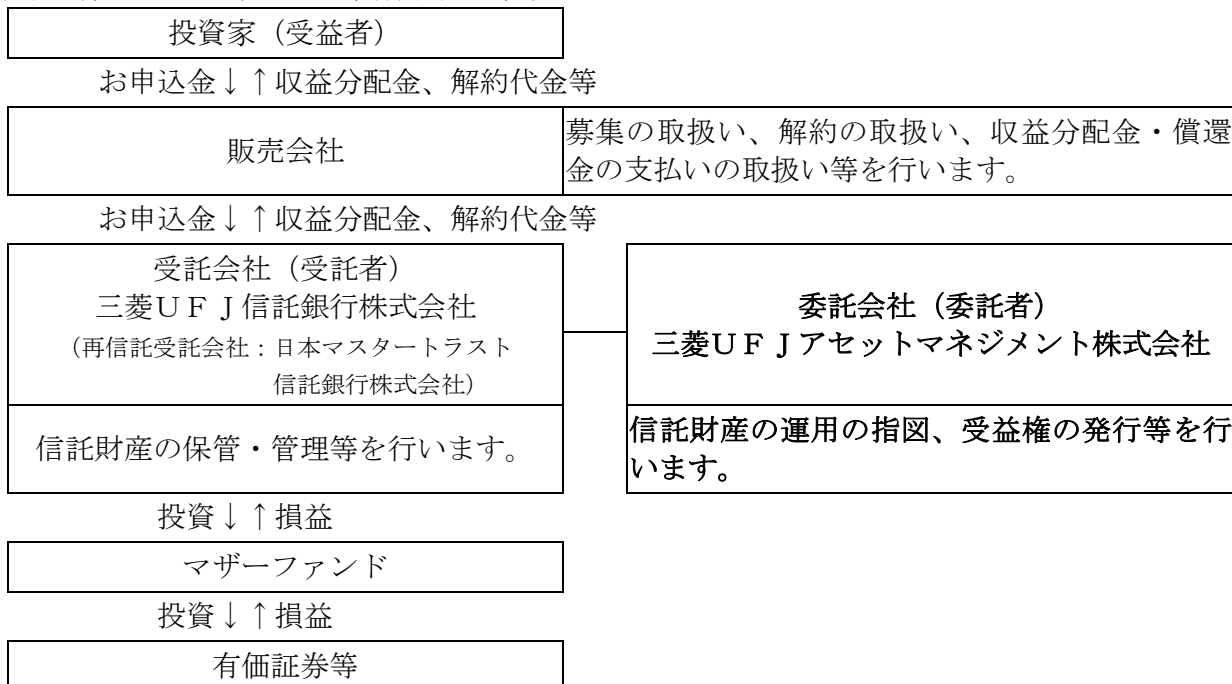 投資家（受益者）
お申込金↓↑収益分配金、解約代金等
販売会社
募集の取扱い、解約の取扱い、収益分配金・償還
金の支払いの取扱い等を行います。
お申込金↓↑収益分配金、解約代金等
受託会社（受託者）
三菱ＵＦＪ信託銀行株式会社
（再信託受託会社：日本マスタートラスト
信託銀行株式会社）
委託会社（委託者）
三菱ＵＦＪアセットマネジメント株式会社
信託財産の保管・管理等を行います。
信託財産の運用の指図、受益権の発行等を行
います。
投資↓↑損益
マザーファンド
投資↓↑損益
有価証券等